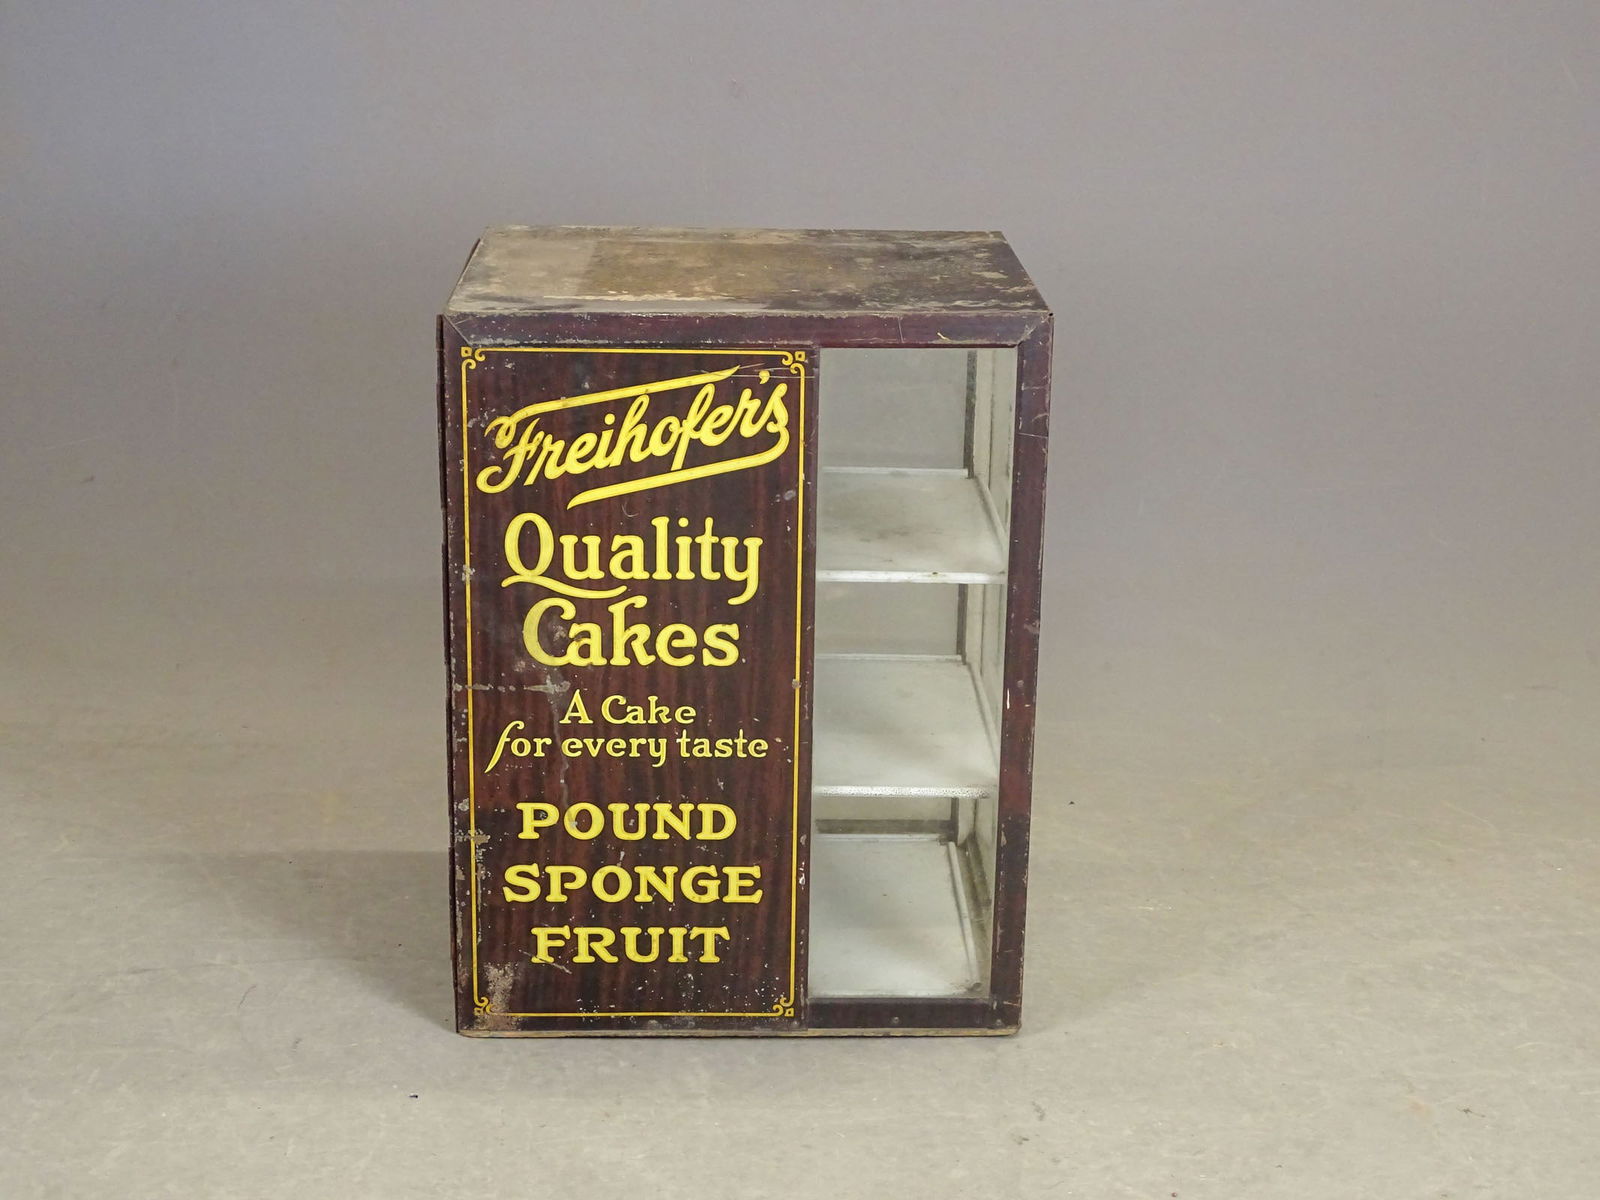 Freihofer's
Quality
Cakes
A Cake
for every taste
POUND
SPONGE
FRUIT